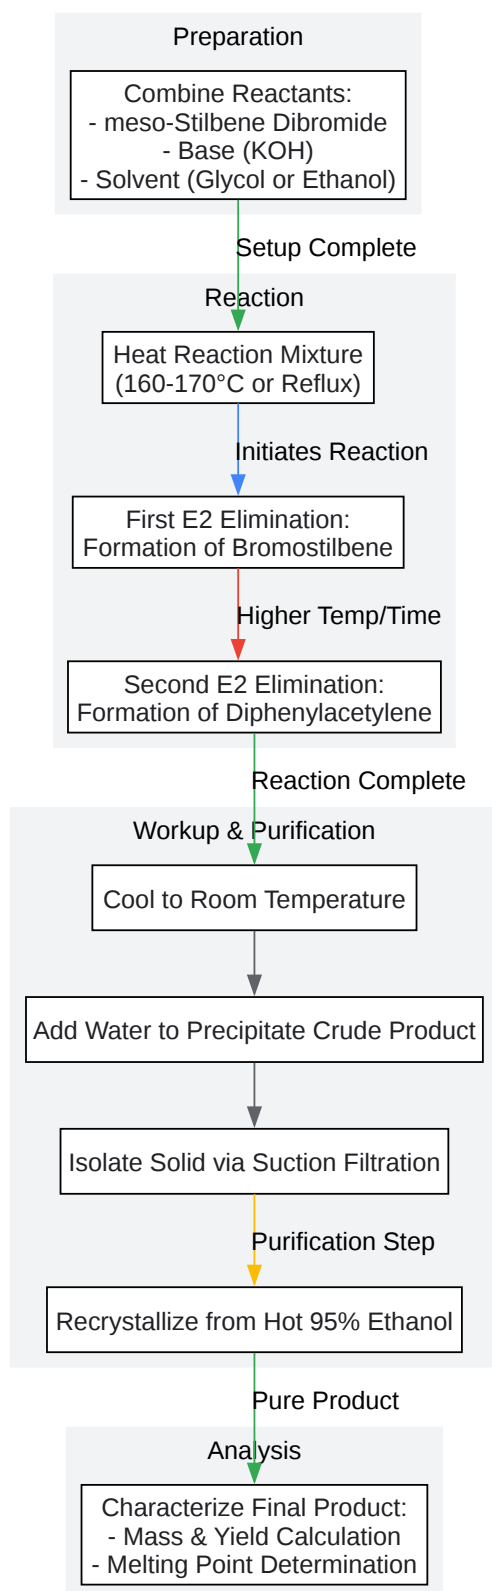 Preparation
Combine Reactants:
- meso-Stilbene Dibromide
- Base (KOH)
- Solvent (Glycol or Ethanol)
Setup Complete
Reaction
Heat Reaction Mixture
(160-170°C or Reflux)
Initiates Reaction
First E2 Elimination:
Formation of Bromostilbene
Higher Temp/Time
Second E2 Elimination:
Formation of Diphenylacetylene
Reaction Complete
Workup & Purification
Cool to Room Temperature
Add Water to Precipitate Crude Product
Isolate Solid via Suction Filtration
Purification Step
Recrystallize from Hot 95% Ethanol
Pure Product
Analysis
Characterize Final Product:
- Mass & Yield Calculation
- Melting Point Determination